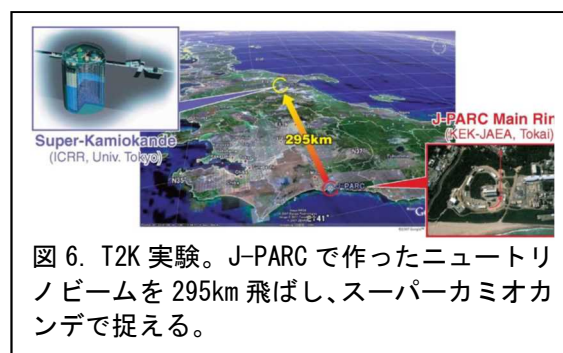 Super-Kamiokande
(ICRR, Univ. Tokyo)
295km
J-PARC Main Rin
(KEK-JAEA, Tokai)
J-PARC
図 6. T2K 実験。J-PARC で作ったニュートリ
ノビームを 295km 飛ばし、スーパーカミオカ
ンデで捉える。